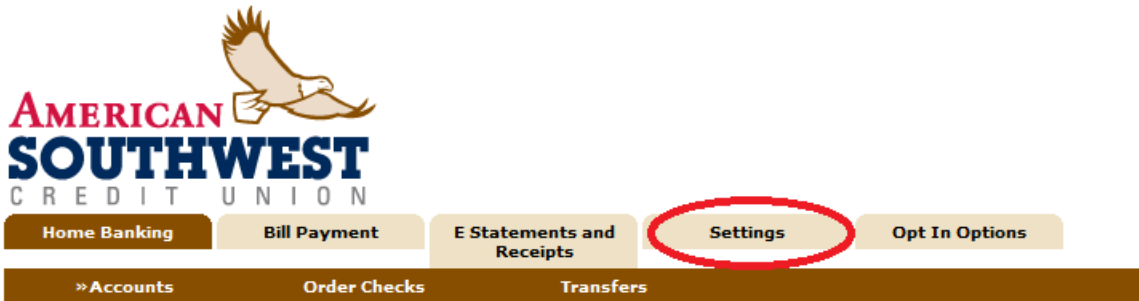 AMERICAN
SOUTHWEST
CREDIT UNION
Home Banking Bill Payment E Statements and Receipts Settings Opt In Options
»Accounts Order Checks Transfers